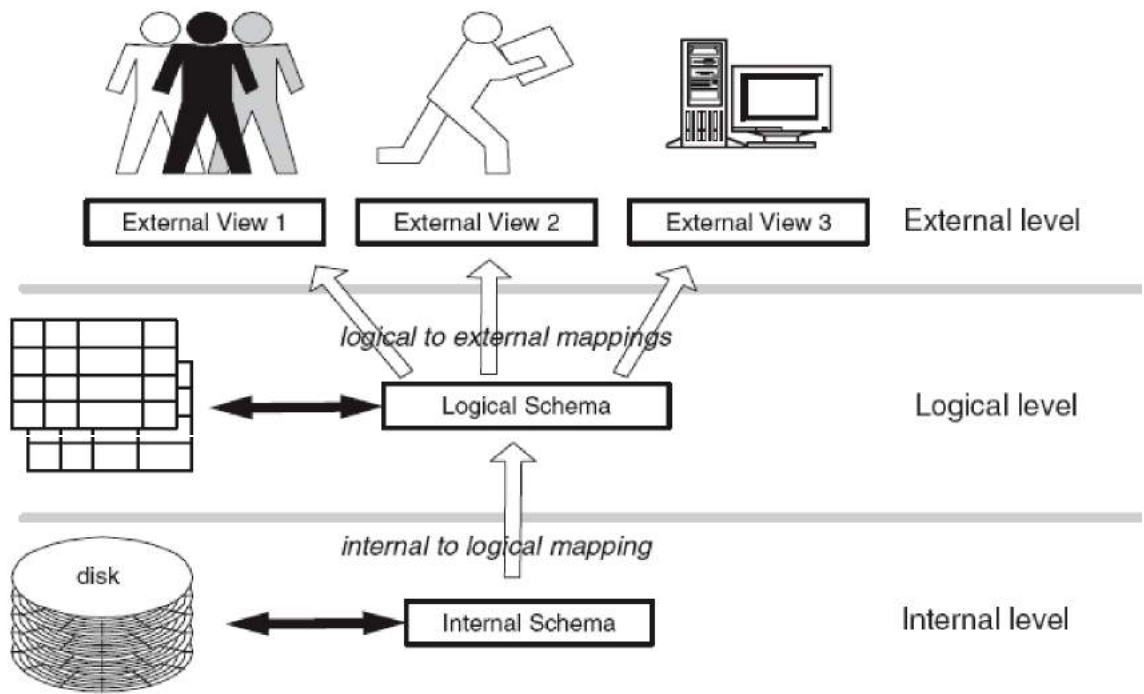 External View 1
External View 2
External View 3
External level
logical to external mappings
Logical Schema
Logical level
internal to logical mapping
disk
Internal Schema
Internal level